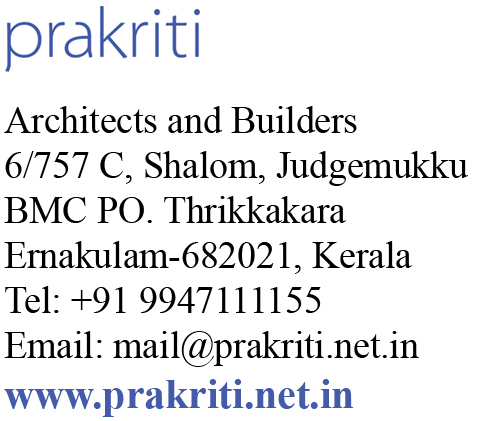 prakriti
Architects and Builders
6/757 C, Shalom, Judgemukku
BMC PO. Thrikkakara
Ernakulam-682021, Kerala
Tel: +91 9947111155
Email: mail@prakriti.net.in
www.prakriti.net.in